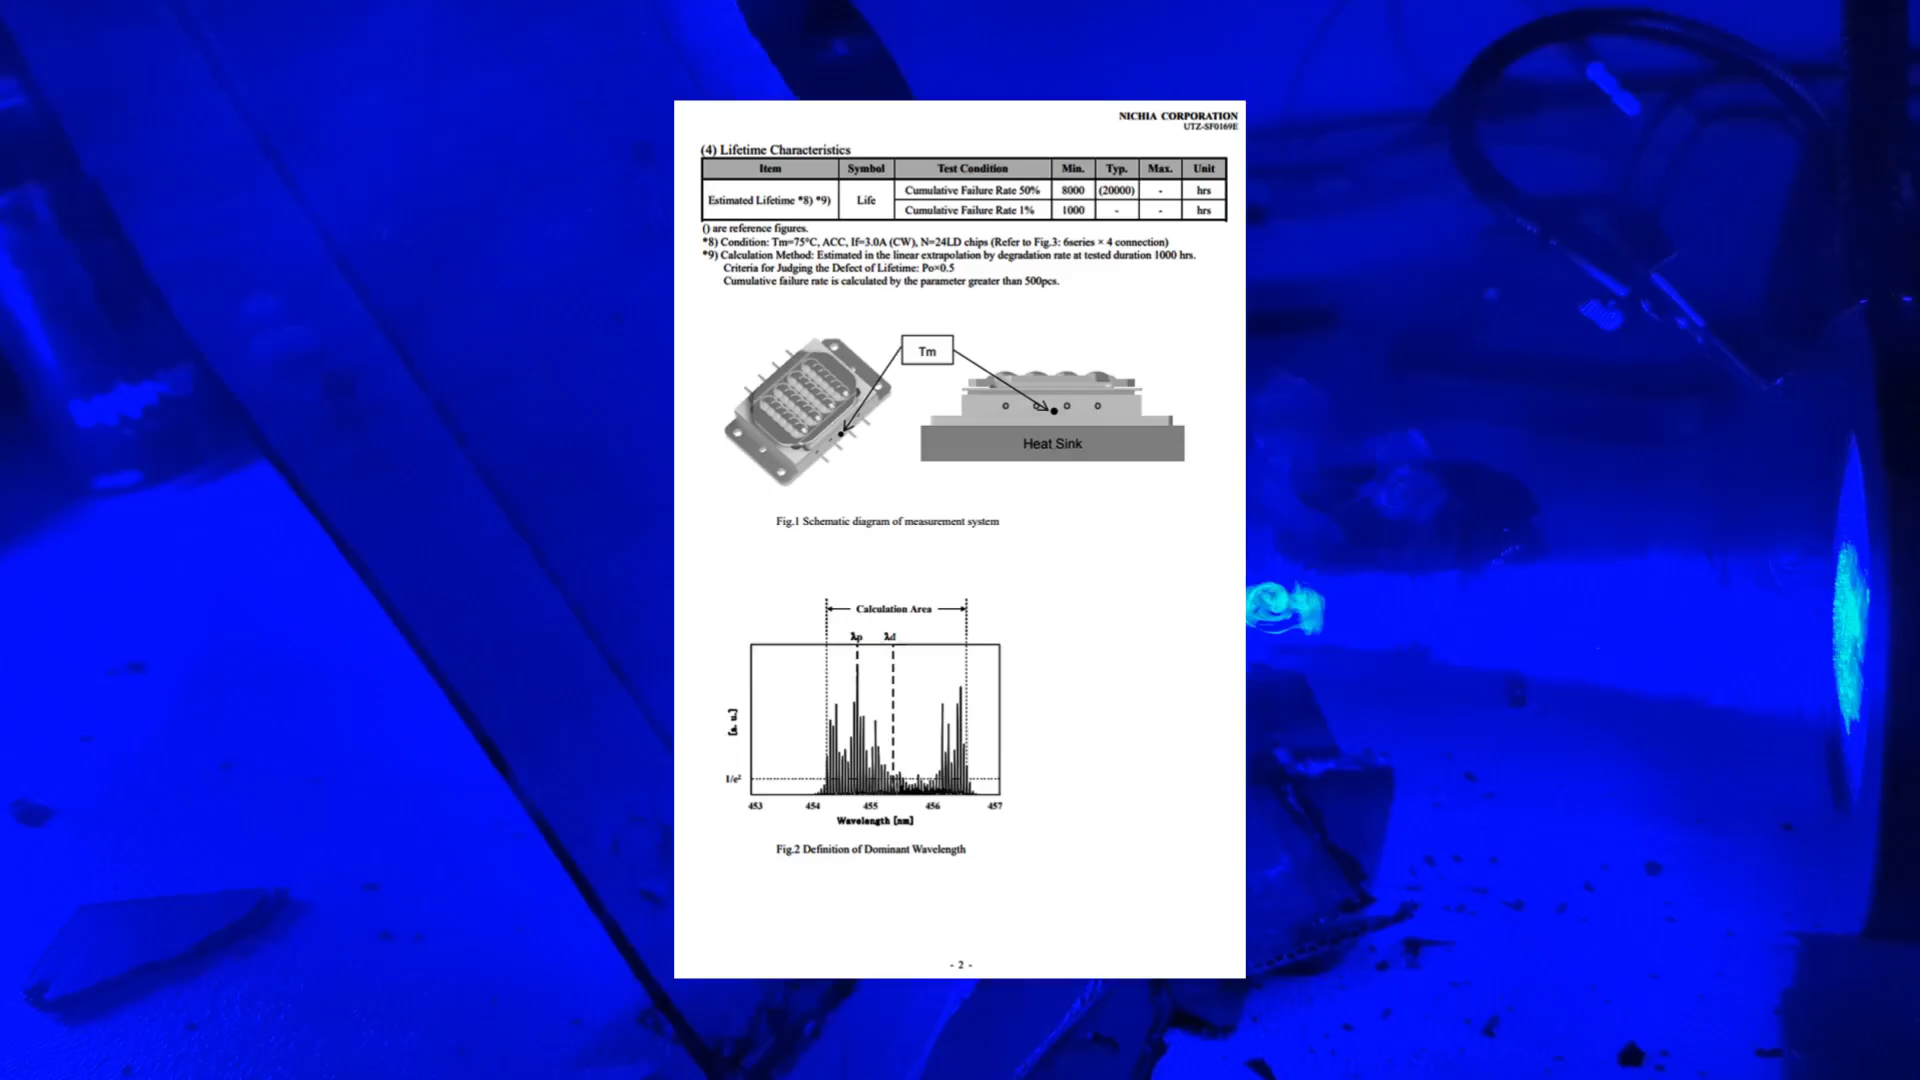 NICHIA CORPORATION
UTZ-SF0169E
(4) Lifetime Characteristics
Item Symbol Test Condition Min. Typ. Max. Unit
Estimated Lifetime *8) *9) Life Cumulative Failure Rate 50% 8000 (20000) - hrs
Cumulative Failure Rate 1% 1000 - - hrs
() are reference figures.
*8) Condition: Tm=75°C, ACC, If=3.0A (CW), N=24LD chips (Refer to Fig.3: 6series × 4 connection)
*9) Calculation Method: Estimated in the linear extrapolation by degradation rate at tested duration 1000 hrs.
Criteria for Judging the Defect of Lifetime: Po×0.5
Cumulative failure rate is calculated by the parameter greater than 500pcs.
Tm
Heat Sink
Fig.1 Schematic diagram of measurement system
Calculation Area
λp λd
[a. u.]
1/e²
453 454 455 456 457
Wavelength [nm]
Fig.2 Definition of Dominant Wavelength
- 2 -